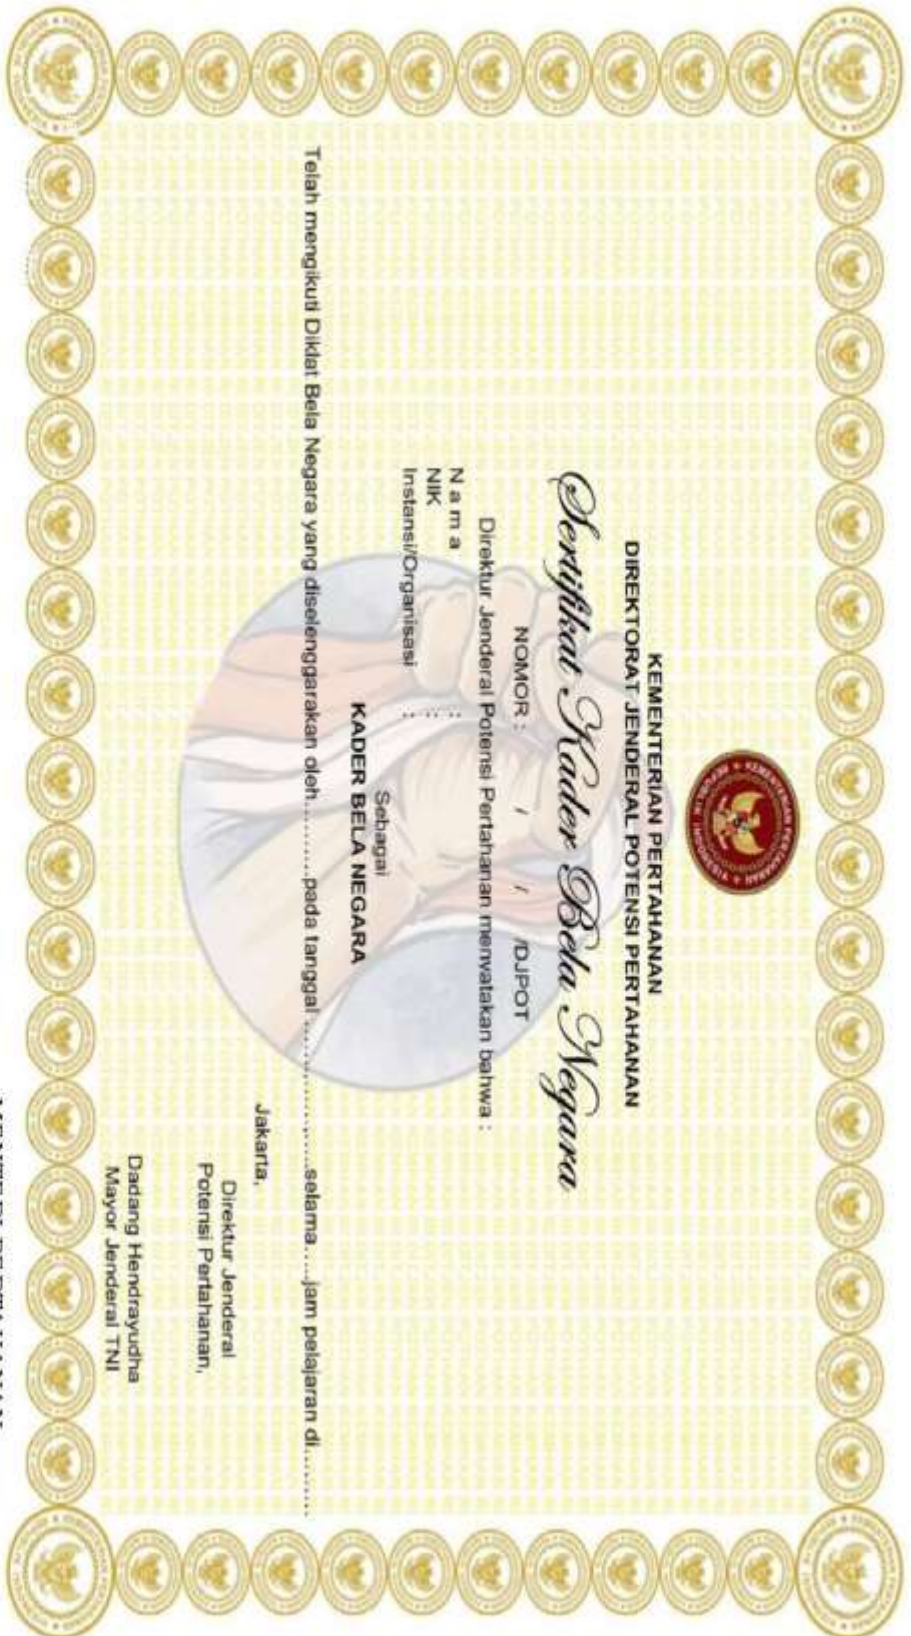 KEMENTERIAN PERTAHANAN
DIREKTORAT JENDERAL POTENSI PERTAHANAN
Sertifikat Kader Bela Negara
NOMOR : / / /DJPOT
Direktur Jenderal Potensi Pertahanan menyatakan bahwa :
N a m a :
NIK :
Instansi/Organisasi :
Sebagai
KADER BELA NEGARA
Telah mengikuti Diklat Bela Negara yang diselenggarakan oleh.........pada tanggal ..................selama.....jam pelajaran di.........
Jakarta,
Direktur Jenderal
Potensi Pertahanan,
Dadang Hendrayudha
Mayor Jenderal TNI